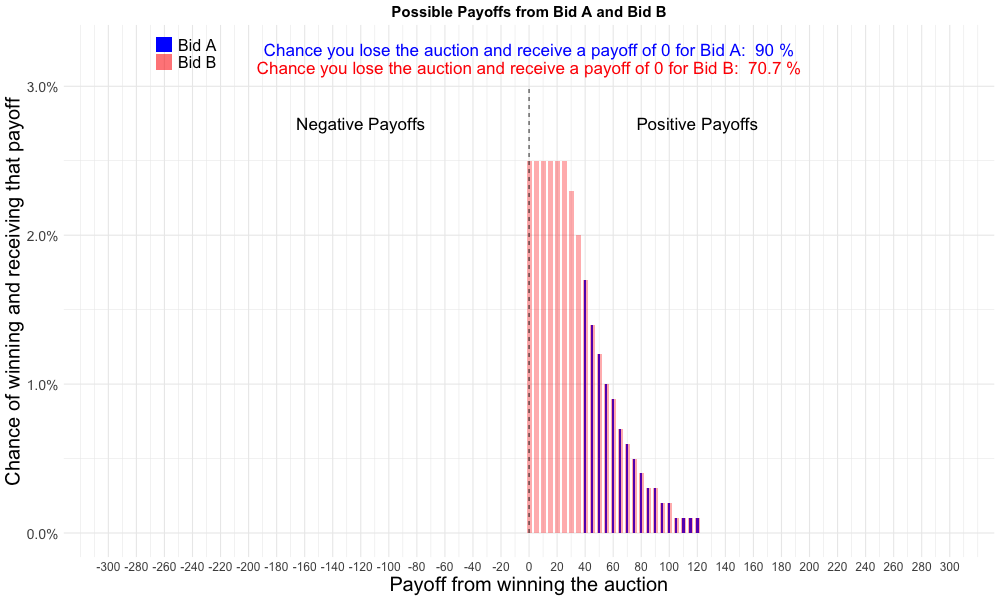 Possible Payoffs from Bid A and Bid B
Bid A
Bid B
Chance you lose the auction and receive a payoff of 0 for Bid A:  90 %
Chance you lose the auction and receive a payoff of 0 for Bid B:  70.7 %
Negative Payoffs
Positive Payoffs
Chance of winning and receiving that payoff
3.0%
2.0%
1.0%
0.0%
-300 -280 -260 -240 -220 -200 -180 -160 -140 -120 -100 -80 -60 -40 -20 0 20 40 60 80 100 120 140 160 180 200 220 240 260 280 300
Payoff from winning the auction